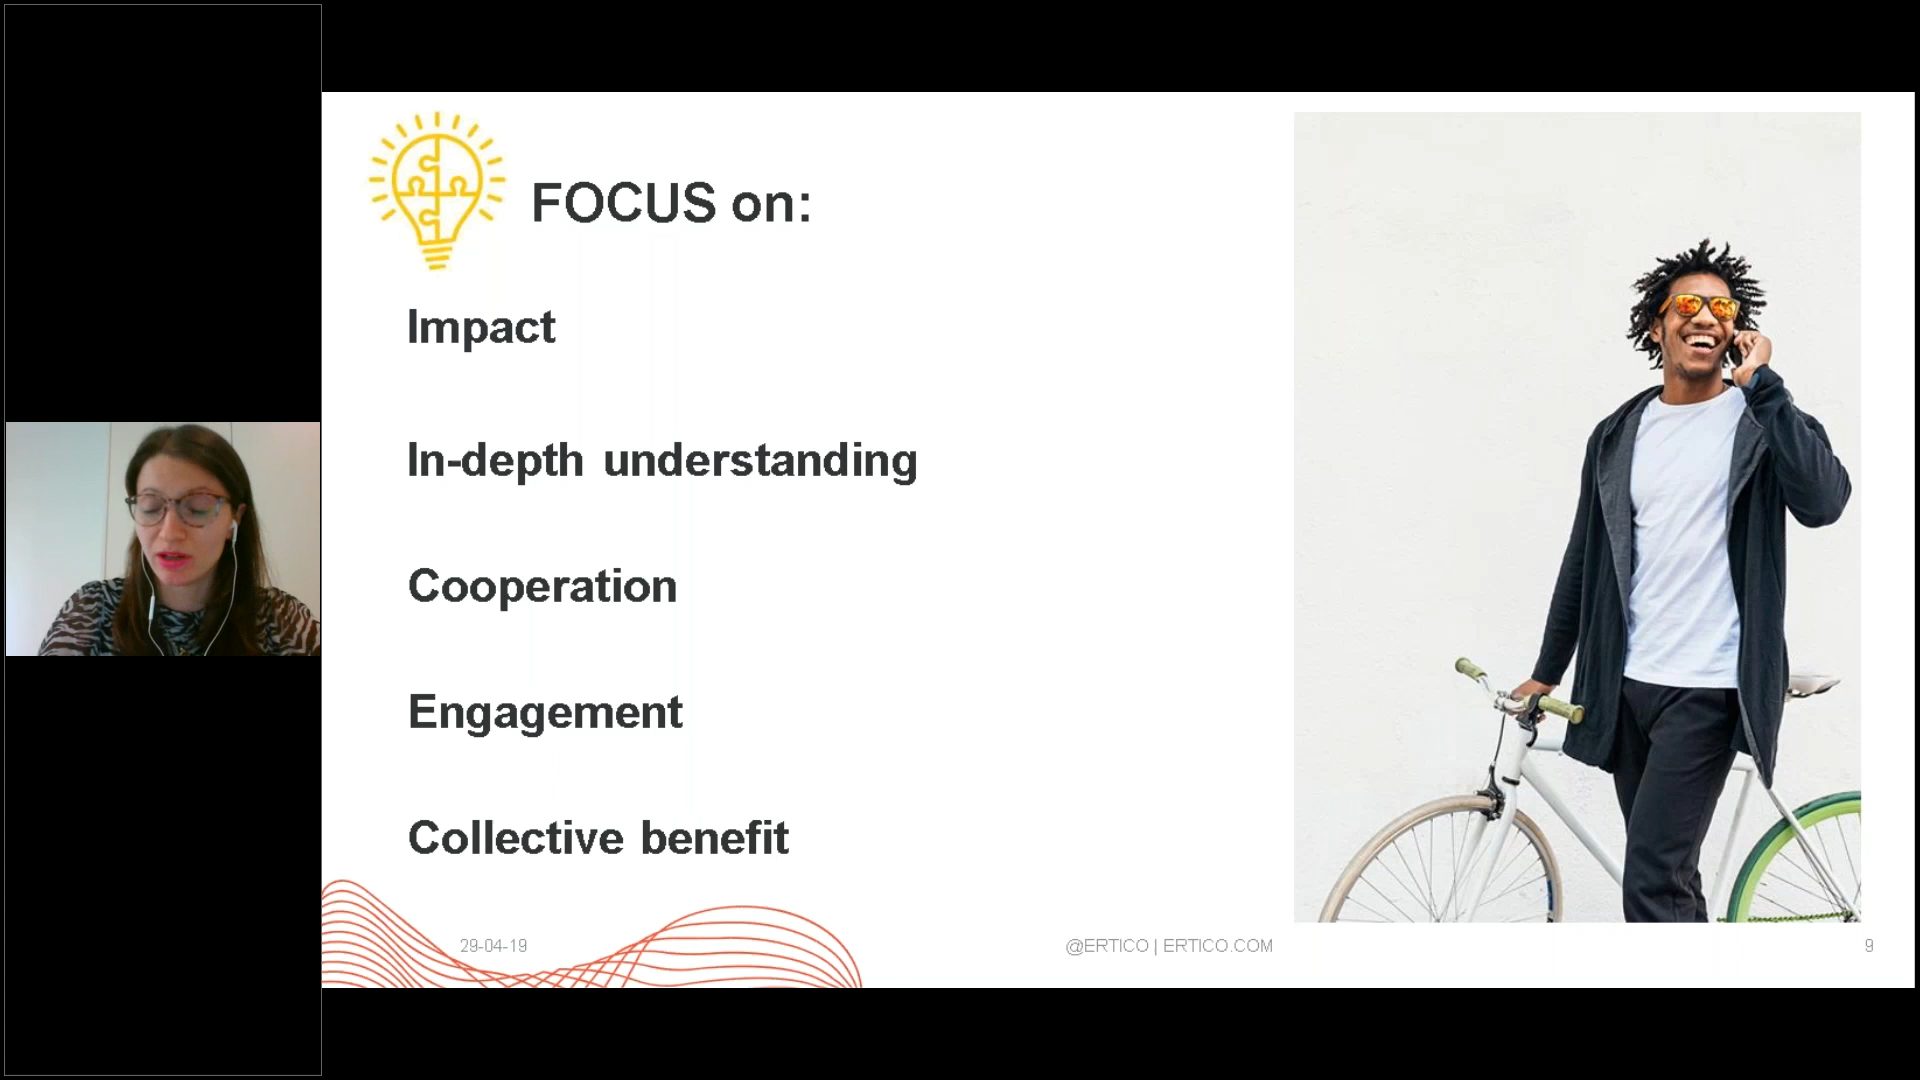 FOCUS on:
Impact
In-depth understanding
Cooperation
Engagement
Collective benefit
29-04-19
@ERTICO | ERTICO.COM
9